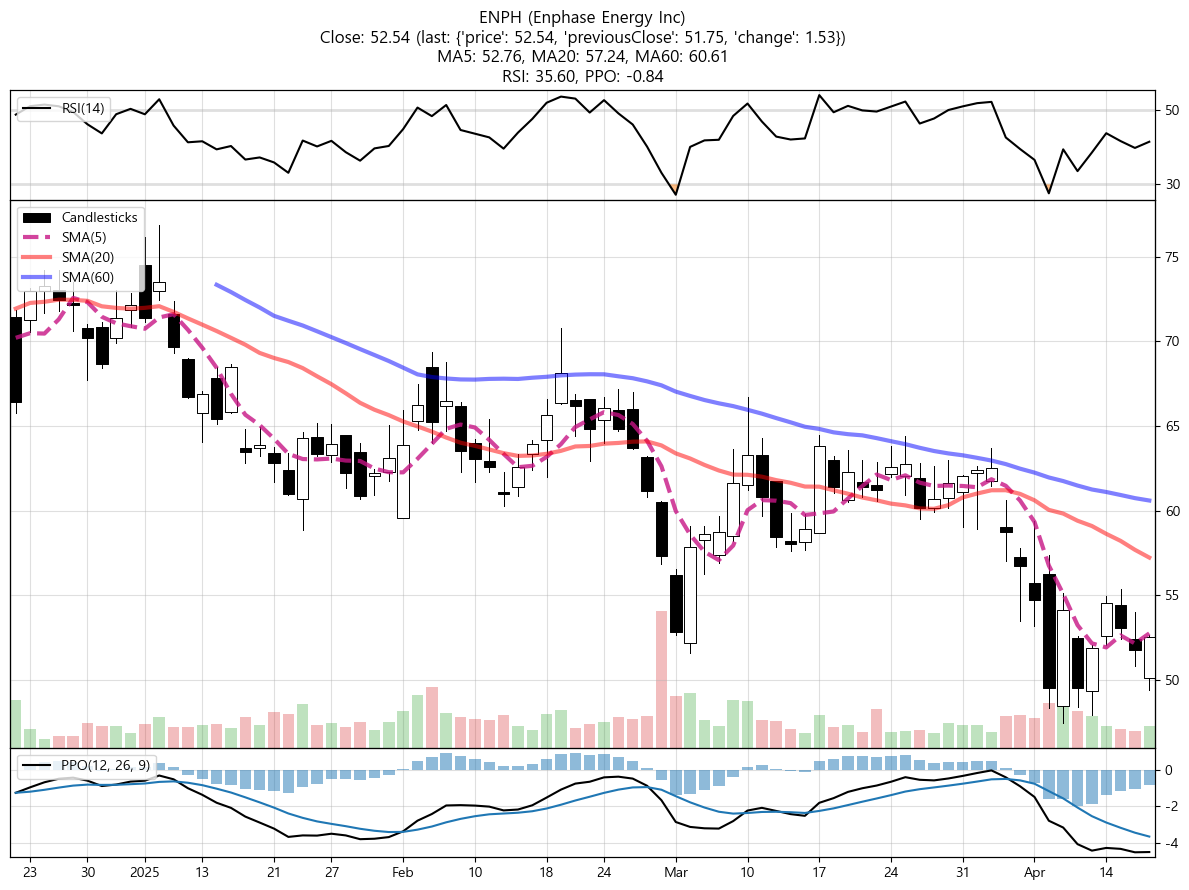 ENPH (Enphase Energy Inc)
Close: 52.54 (last: {'price': 52.54, 'previousClose': 51.75, 'change': 1.53})
MA5: 52.76, MA20: 57.24, MA60: 60.61
RSI: 35.60, PPO: -0.84
RSI(14)
50
30
Candlesticks
SMA(5)
SMA(20)
SMA(60)
75
70
65
60
55
50
PPO(12, 26, 9)
0
-2
-4
23 30 2025 13 21 27 Feb 10 18 24 Mar 10 17 24 31 Apr 14